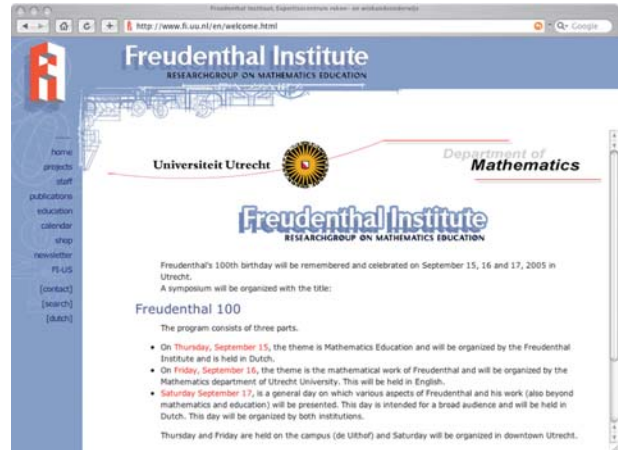 Freudenthal Instituut, Expertisecentrum reken- en wiskundeonderwijs
http://www.fi.uu.nl/en/welcome.html
Google
Freudenthal Institute
RESEARCHGROUP ON MATHEMATICS EDUCATION
home
projects
staff
publications
education
calendar
shop
newsletter
FI-US
[contact]
[search]
[dutch]
Universiteit Utrecht
Department of
Mathematics
Freudenthal Institute
RESEARCHGROUP ON MATHEMATICS EDUCATION
Freudenthal's 100th birthday will be remembered and celebrated on September 15, 16 and 17, 2005 in
Utrecht.
A symposium will be organized with the title:
Freudenthal 100
The program consists of three parts.
• On Thursday, September 15, the theme is Mathematics Education and will be organized by the Freudenthal
Institute and is held in Dutch.
• On Friday, September 16, the theme is the mathematical work of Freudenthal and will be organized by the
Mathematics department of Utrecht University. This will be held in English.
• Saturday September 17, is a general day on which various aspects of Freudenthal and his work (also beyond
mathematics and education) will be presented. This day is intended for a broad audience and will be held in
Dutch. This day will be organized by both institutions.
Thursday and Friday are held on the campus (de Uithof) and Saturday will be organized in downtown Utrecht.